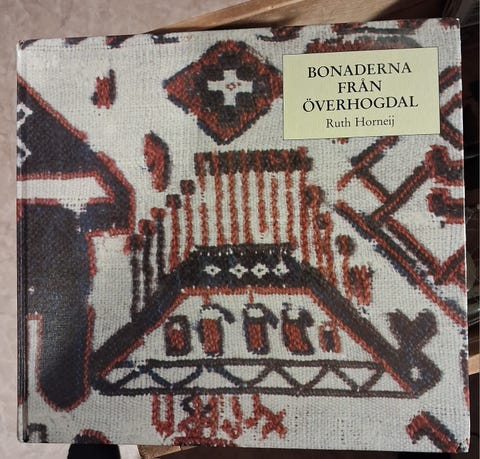 BONADERNA
FRÅN
ÖVERHOGDAL
Ruth Horneij